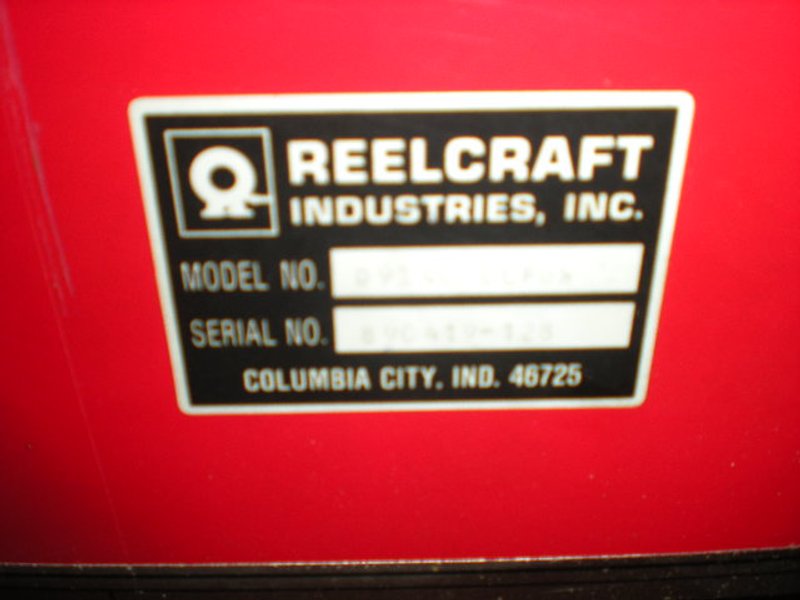 REELCRAFT
INDUSTRIES, INC.
MODEL NO.
SERIAL NO.
COLUMBIA CITY, IND. 46725